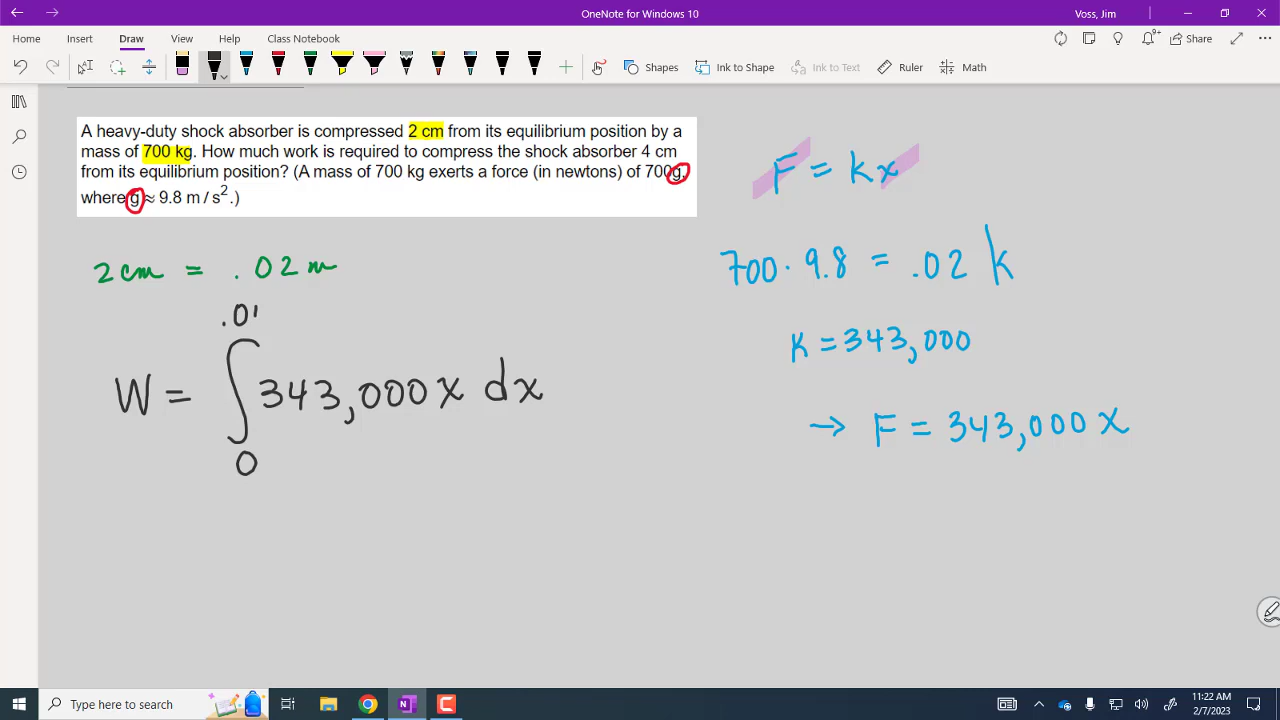 OneNote for Windows 10
Voss, Jim
Home Insert Draw View Help Class Notebook
Share
Shapes Ink to Shape Ink to Text Ruler Math
A heavy-duty shock absorber is compressed 2 cm from its equilibrium position by a
mass of 700 kg. How much work is required to compress the shock absorber 4 cm
from its equilibrium position? (A mass of 700 kg exerts a force (in newtons) of 700g,
where g ≈ 9.8 m / s².)
F = kx
2 cm = .02 m
700 · 9.8 = .02 k
.0
K = 343,000
W = ∫ 343,000 x dx
→ F = 343,000 x
0
Type here to search
11:22 AM
2/7/2023